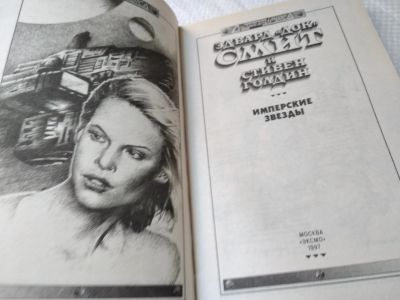 ЭДВАРД «ДОК»
СМИТ
И
СТИВЕН
ГОЛДИН
ИМПЕРСКИЕ
ЗВЕЗДЫ
МОСКВА
«ЭКСМО»
1997